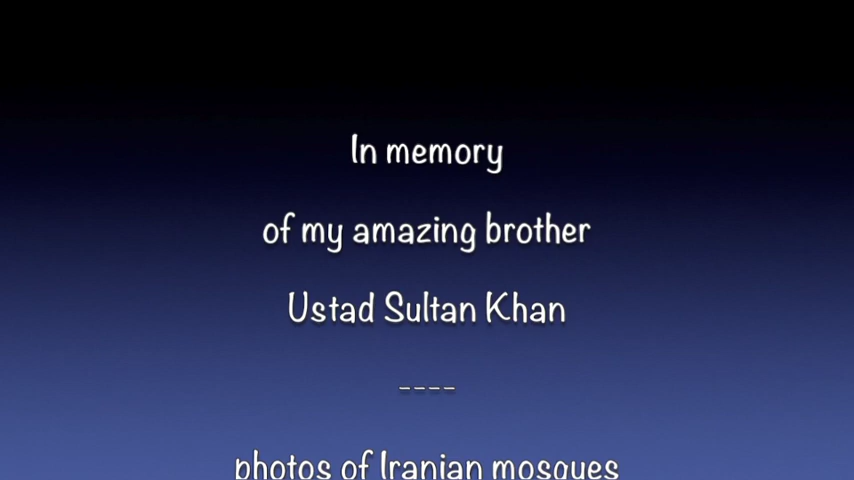 In memory
of my amazing brother
Ustad Sultan Khan
----
photos of Iranian mosques